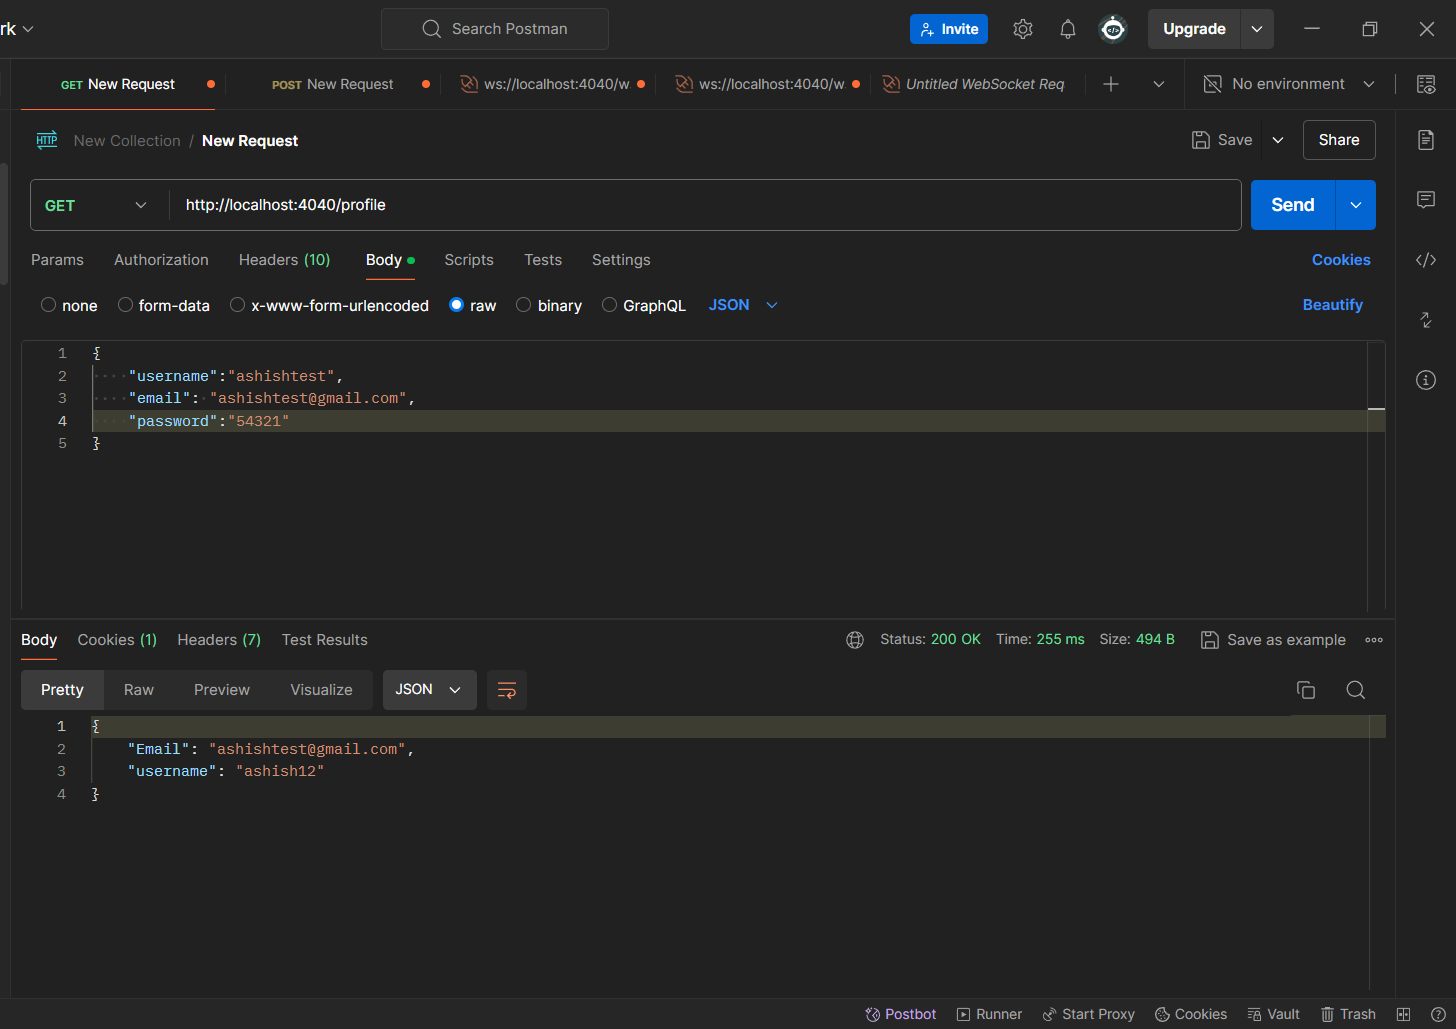 rk
Search Postman
Invite
Upgrade
GET New Request
POST New Request
ws://localhost:4040/w
ws://localhost:4040/w
Untitled WebSocket Req
No environment
HTTP New Collection / New Request
Save
Share
GET
http://localhost:4040/profile
Send
Params
Authorization
Headers (10)
Body
Scripts
Tests
Settings
Cookies
none
form-data
x-www-form-urlencoded
raw
binary
GraphQL
JSON
Beautify
1 {
2 "username":"ashishtest",
3 "email": "ashishtest@gmail.com",
4 "password":"54321"
5 }
Body
Cookies (1)
Headers (7)
Test Results
Status: 200 OK
Time: 255 ms
Size: 494 B
Save as example
Pretty
Raw
Preview
Visualize
JSON
1 {
2 "Email": "ashishtest@gmail.com",
3 "username": "ashish12"
4 }
Postbot
Runner
Start Proxy
Cookies
Vault
Trash